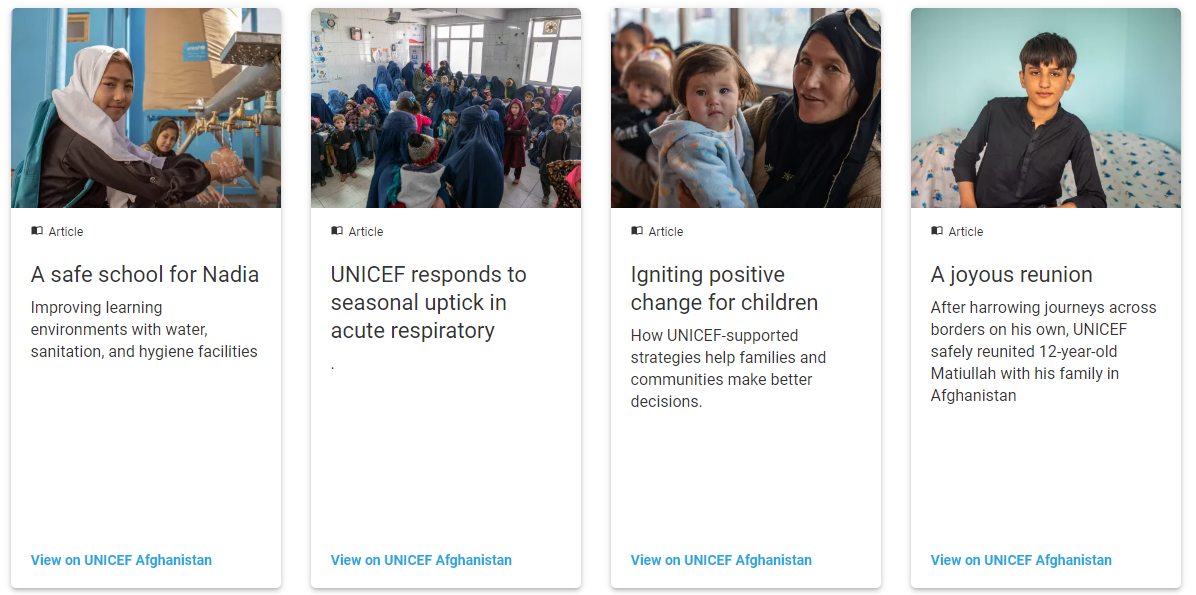 Article
A safe school for Nadia
Improving learning
environments with water,
sanitation, and hygiene facilities
View on UNICEF Afghanistan
Article
UNICEF responds to
seasonal uptick in
acute respiratory
.
View on UNICEF Afghanistan
Article
Igniting positive
change for children
How UNICEF-supported
strategies help families and
communities make better
decisions.
View on UNICEF Afghanistan
Article
A joyous reunion
After harrowing journeys across
borders on his own, UNICEF
safely reunited 12-year-old
Matiullah with his family in
Afghanistan
View on UNICEF Afghanistan